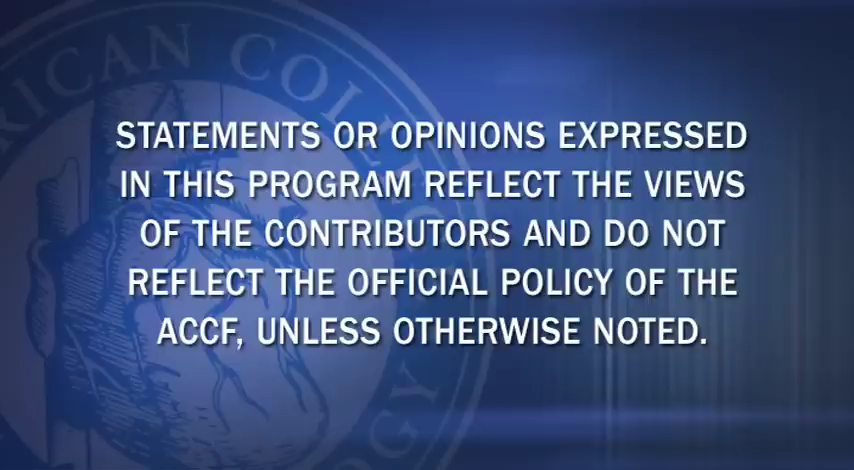 STATEMENTS OR OPINIONS EXPRESSED
IN THIS PROGRAM REFLECT THE VIEWS
OF THE CONTRIBUTORS AND DO NOT
REFLECT THE OFFICIAL POLICY OF THE
ACCF, UNLESS OTHERWISE NOTED.